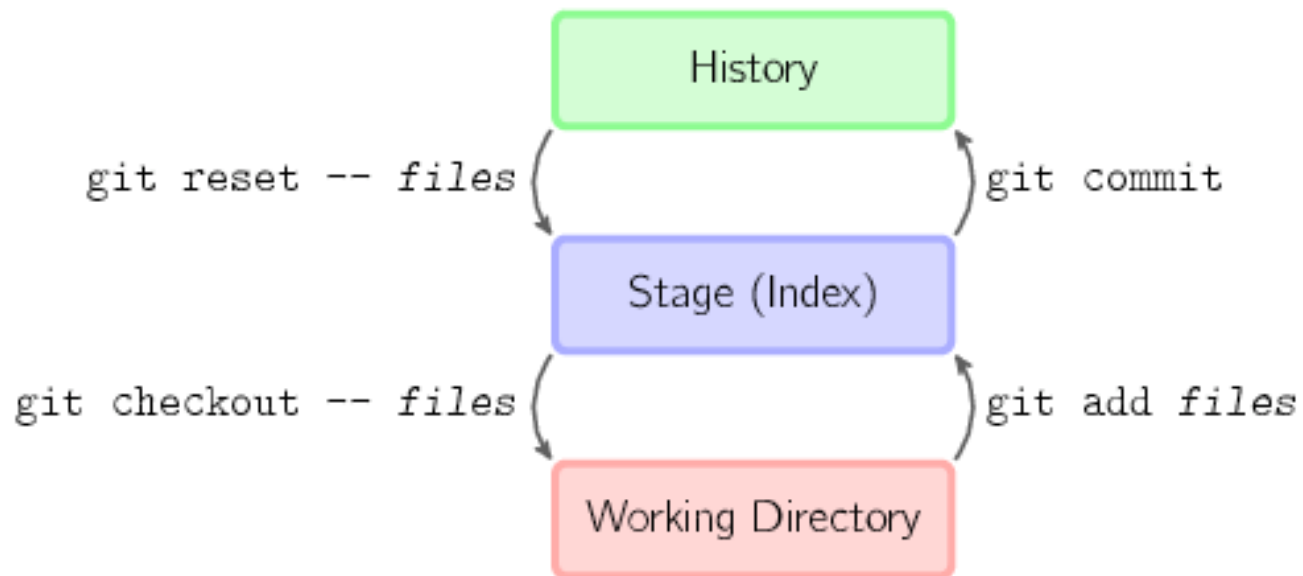 History
git reset -- files
git commit
Stage (Index)
git checkout -- files
git add files
Working Directory